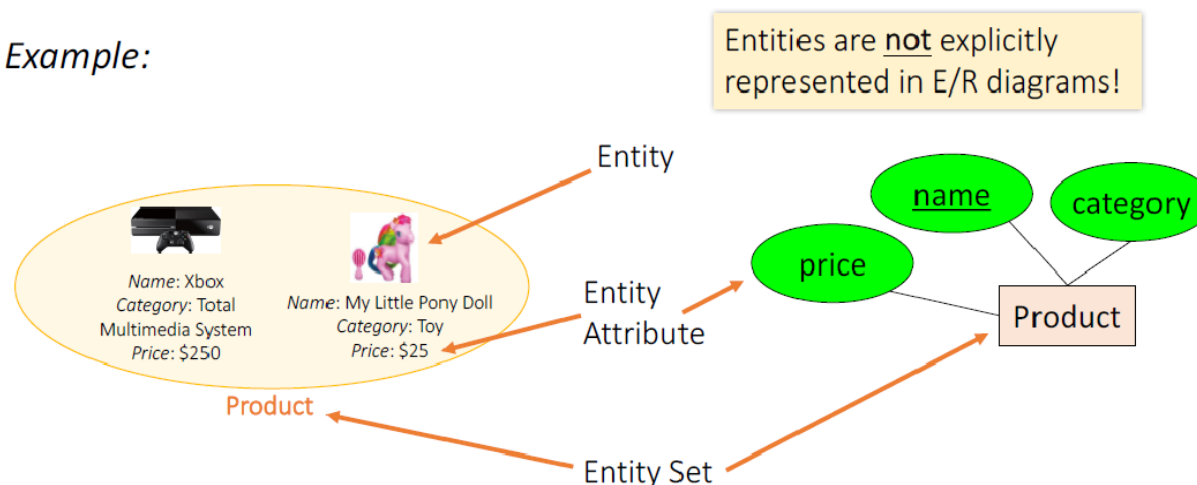 Example:
Entities are not explicitly
represented in E/R diagrams!
Entity
name
category
price
Name: Xbox
Category: Total
Multimedia System
Price: $250
Name: My Little Pony Doll
Category: Toy
Price: $25
Entity
Attribute
Product
Product
Entity Set